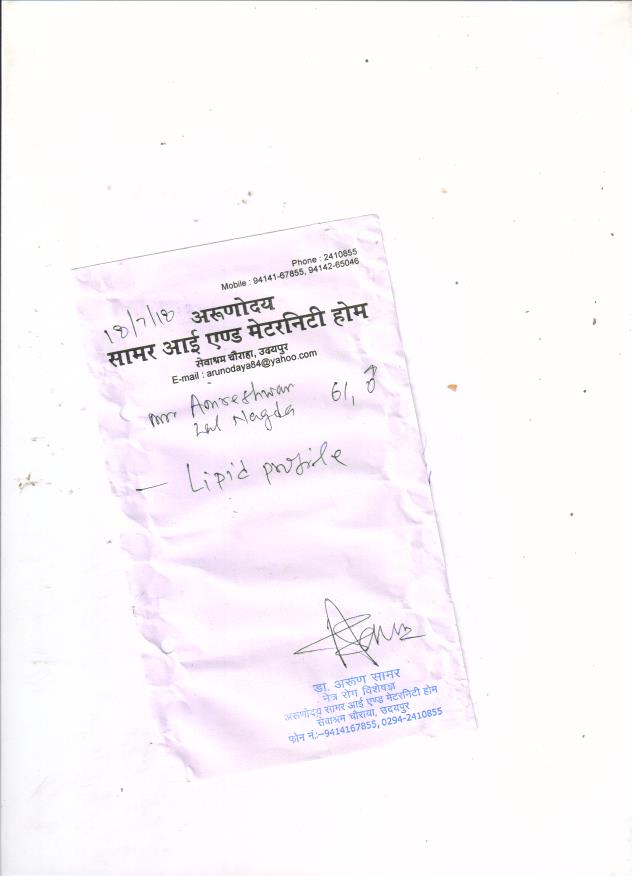 Phone : 2410855
Mobile : 94141-67855, 94142-65046
18/7/18
अरूणोदय
सामर आई एण्ड मेटरनिटी होम
सेवाश्रम चौराहा, उदयपुर
E-mail : arunodaya84@yahoo.com
Mr. 61, ♂
Lal Nagda
— Lipid profile
डा. अरूण सामर
नेत्र रोग विशेषज्ञ
अरूणोदय सामर आई एण्ड मेटरनिटी होम
सेवाश्रम चौराया, उदयपुर
फोन नं.:–9414167855, 0294-2410855